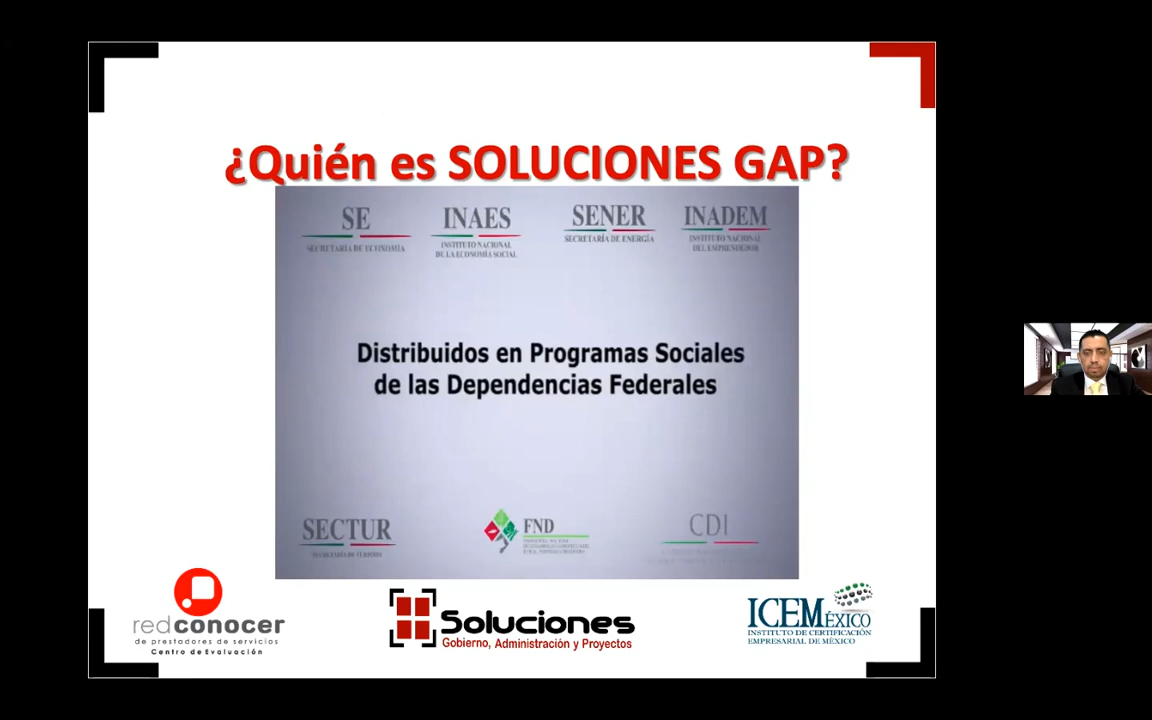 ¿Quién es SOLUCIONES GAP?
SE
SECRETARÍA DE ECONOMÍA
INAES
INSTITUTO NACIONAL
DE LA ECONOMÍA SOCIAL
SENER
SECRETARÍA DE ENERGÍA
INADEM
INSTITUTO NACIONAL
DEL EMPRENDEDOR
Distribuidos en Programas Sociales
de las Dependencias Federales
SECTUR
SECRETARÍA DE TURISMO
FND
CDI
redconocer
de prestadores de servicios
Centro de Evaluación
Soluciones
Gobierno, Administración y Proyectos
ICEMÉXICO
INSTITUTO DE CERTIFICACIÓN
EMPRESARIAL DE MÉXICO